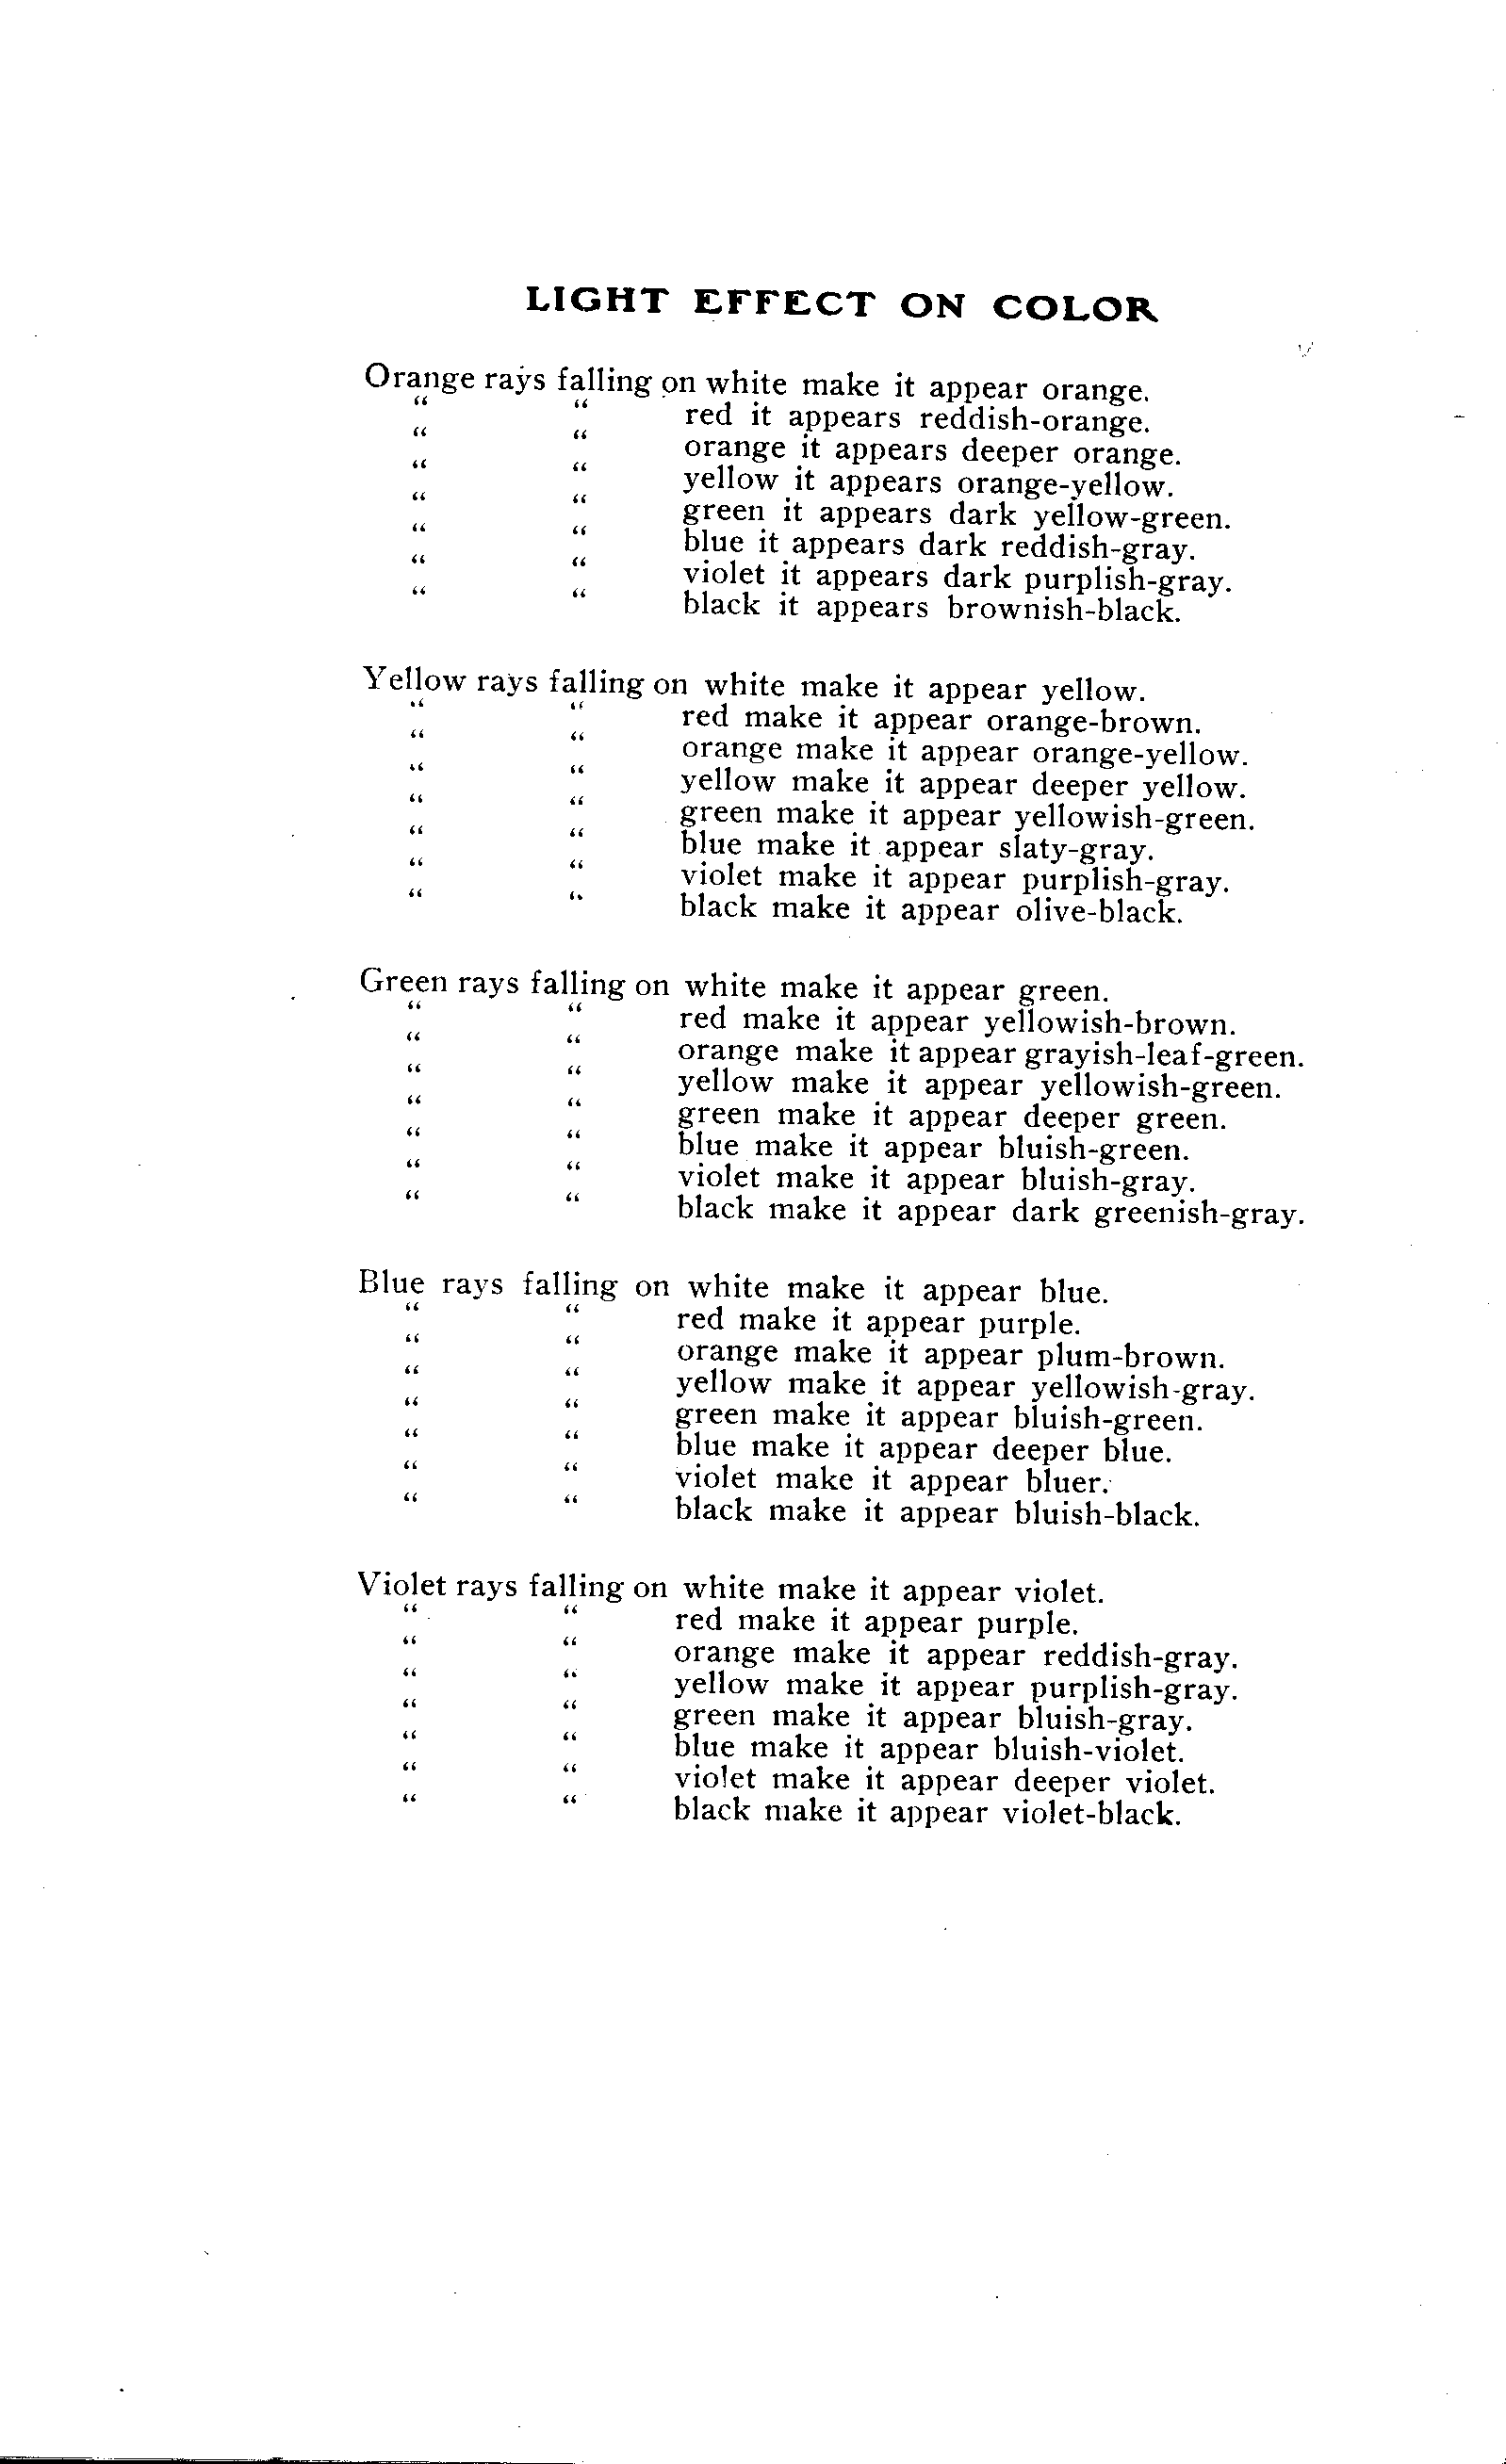 LIGHT EFFECT ON COLOR
Orange rays falling on white make it appear orange.
“ “ red it appears reddish-orange.
“ “ orange it appears deeper orange.
“ “ yellow it appears orange-yellow.
“ “ green it appears dark yellow-green.
“ “ blue it appears dark reddish-gray.
“ “ violet it appears dark purplish-gray.
“ “ black it appears brownish-black.
Yellow rays falling on white make it appear yellow.
“ “ red make it appear orange-brown.
“ “ orange make it appear orange-yellow.
“ “ yellow make it appear deeper yellow.
“ “ green make it appear yellowish-green.
“ “ blue make it appear slaty-gray.
“ “ violet make it appear purplish-gray.
“ “ black make it appear olive-black.
Green rays falling on white make it appear green.
“ “ red make it appear yellowish-brown.
“ “ orange make it appear grayish-leaf-green.
“ “ yellow make it appear yellowish-green.
“ “ green make it appear deeper green.
“ “ blue make it appear bluish-green.
“ “ violet make it appear bluish-gray.
“ “ black make it appear dark greenish-gray.
Blue rays falling on white make it appear blue.
“ “ red make it appear purple.
“ “ orange make it appear plum-brown.
“ “ yellow make it appear yellowish-gray.
“ “ green make it appear bluish-green.
“ “ blue make it appear deeper blue.
“ “ violet make it appear bluer.
“ “ black make it appear bluish-black.
Violet rays falling on white make it appear violet.
“ “ red make it appear purple.
“ “ orange make it appear reddish-gray.
“ “ yellow make it appear purplish-gray.
“ “ green make it appear bluish-gray.
“ “ blue make it appear bluish-violet.
“ “ violet make it appear deeper violet.
“ “ black make it appear violet-black.